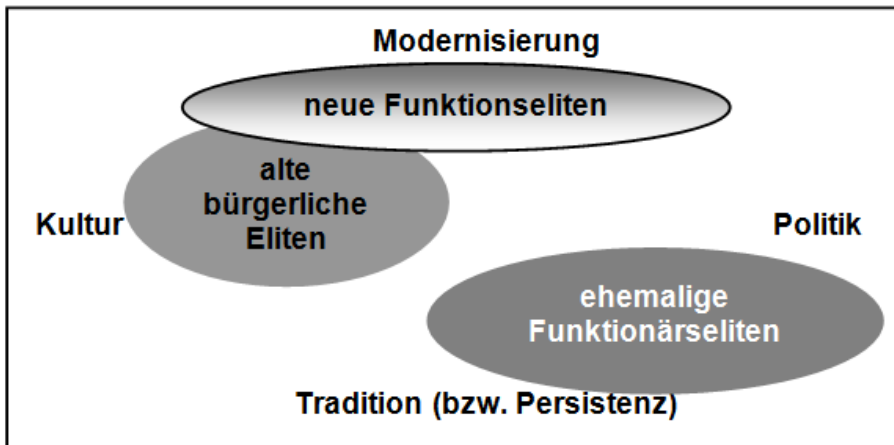 Modernisierung
neue Funktionseliten
alte
bürgerliche
Eliten
Kultur
Politik
ehemalige
Funktionärseliten
Tradition (bzw. Persistenz)